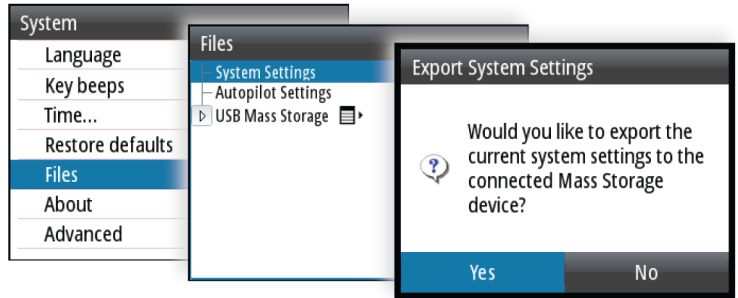 System
Language
Key beeps
Time...
Restore defaults
Files
About
Advanced
Files
System Settings
Autopilot Settings
USB Mass Storage
Export System Settings
Would you like to export the
current system settings to the
connected Mass Storage
device?
Yes
No